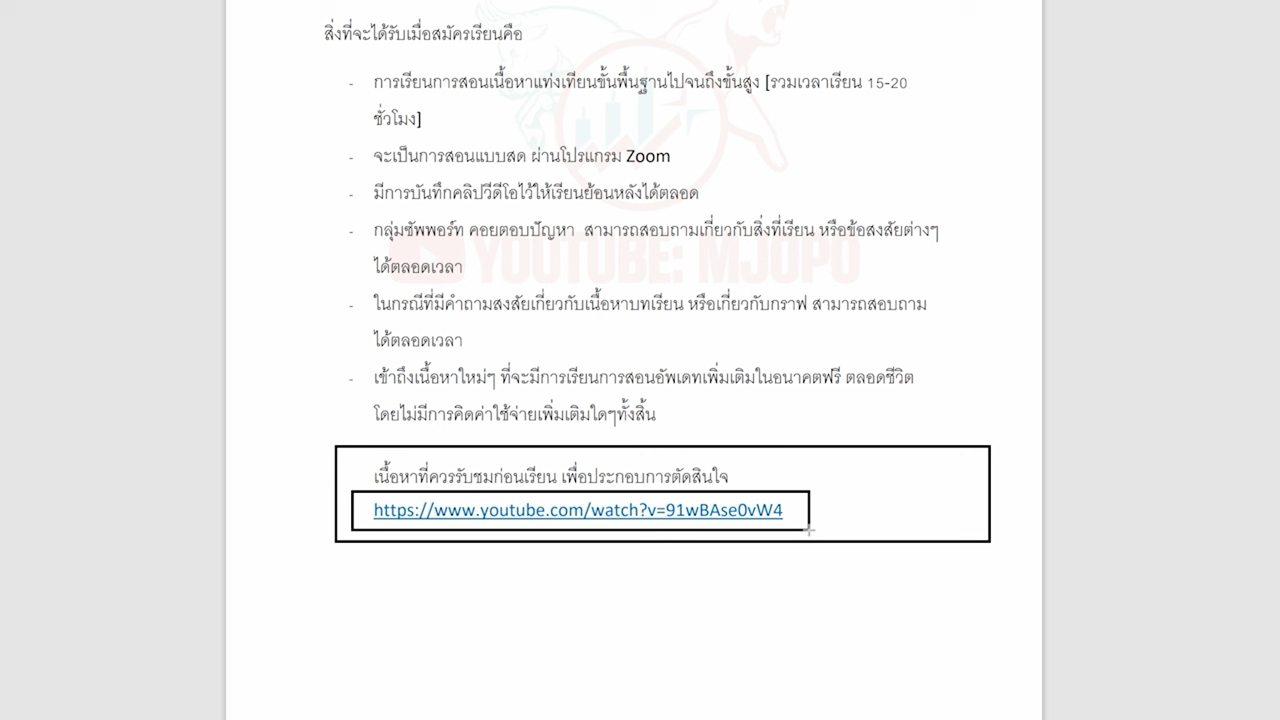 สิ่งที่จะได้รับเมื่อสมัครเรียนคือ
- การเรียนการสอนเนื้อหาแท่งเทียนขั้นพื้นฐานไปจนถึงขั้นสูง [รวมเวลาเรียน 15-20
ชั่วโมง]
- จะเป็นการสอนแบบสด ผ่านโปรแกรม Zoom
- มีการบันทึกคลิปวีดีโอไว้ให้เรียนย้อนหลังได้ตลอด
- กลุ่มซัพพอร์ท คอยตอบปัญหา สามารถสอบถามเกี่ยวกับสิ่งที่เรียน หรือข้อสงสัยต่างๆ
YOUTUBE: MJOPO
ได้ตลอดเวลา
- ในกรณีที่มีคำถามสงสัยเกี่ยวกับเนื้อหาบทเรียน หรือเกี่ยวกับกราฟ สามารถสอบถาม
ได้ตลอดเวลา
- เข้าถึงเนื้อหาใหม่ๆ ที่จะมีการเรียนการสอนอัพเดทเพิ่มเติมในอนาคตฟรี ตลอดชีวิต
โดยไม่มีการคิดค่าใช้จ่ายเพิ่มเติมใดๆทั้งสิ้น
เนื้อหาที่ควรรับชมก่อนเรียน เพื่อประกอบการตัดสินใจ
https://www.youtube.com/watch?v=91wBAse0vW4